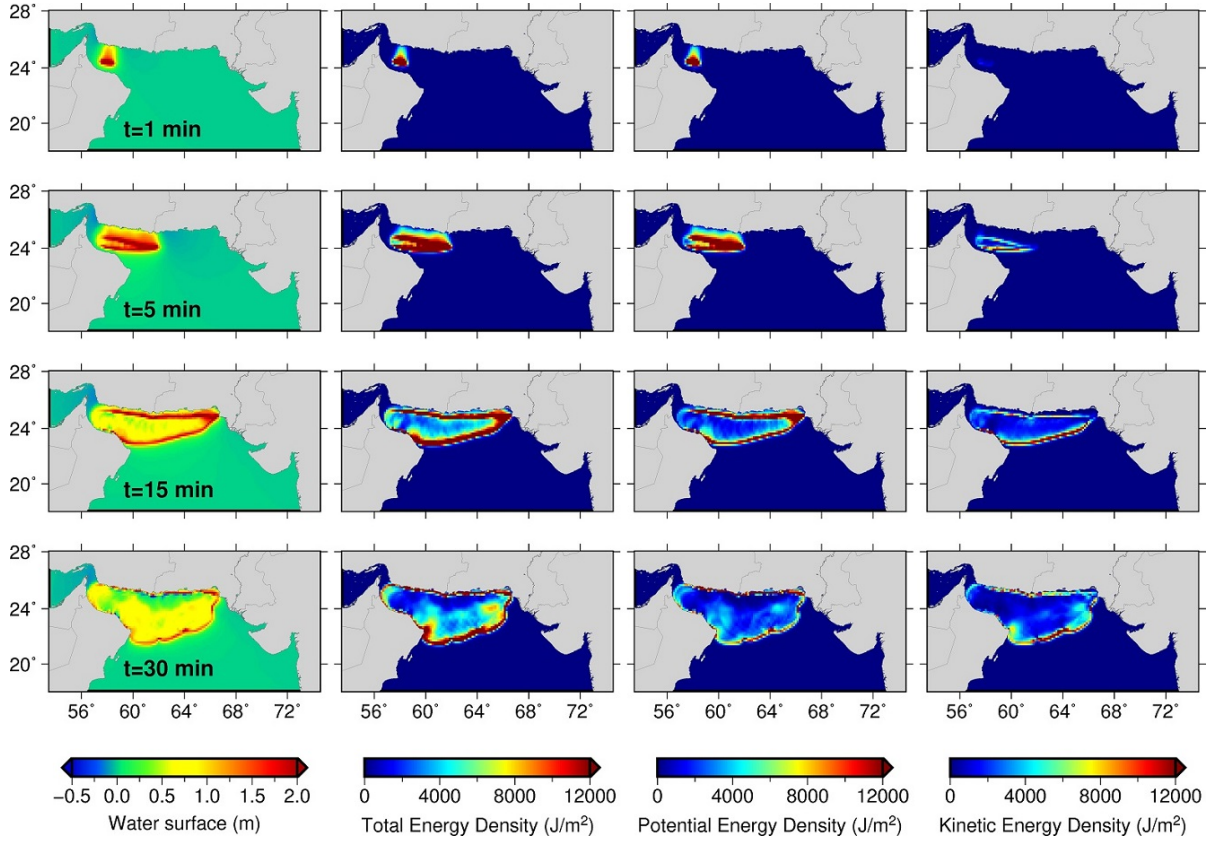 28°
24°
20°
t=1 min
28°
24°
20°
t=5 min
28°
24°
20°
t=15 min
28°
24°
20°
t=30 min
56° 60° 64° 68° 72° 56° 60° 64° 68° 72° 56° 60° 64° 68° 72° 56° 60° 64° 68° 72°
−0.5 0.0 0.5 1.0 1.5 2.0 0 4000 8000 12000 0 4000 8000 12000 0 4000 8000 12000
Water surface (m) Total Energy Density (J/m²) Potential Energy Density (J/m²) Kinetic Energy Density (J/m²)